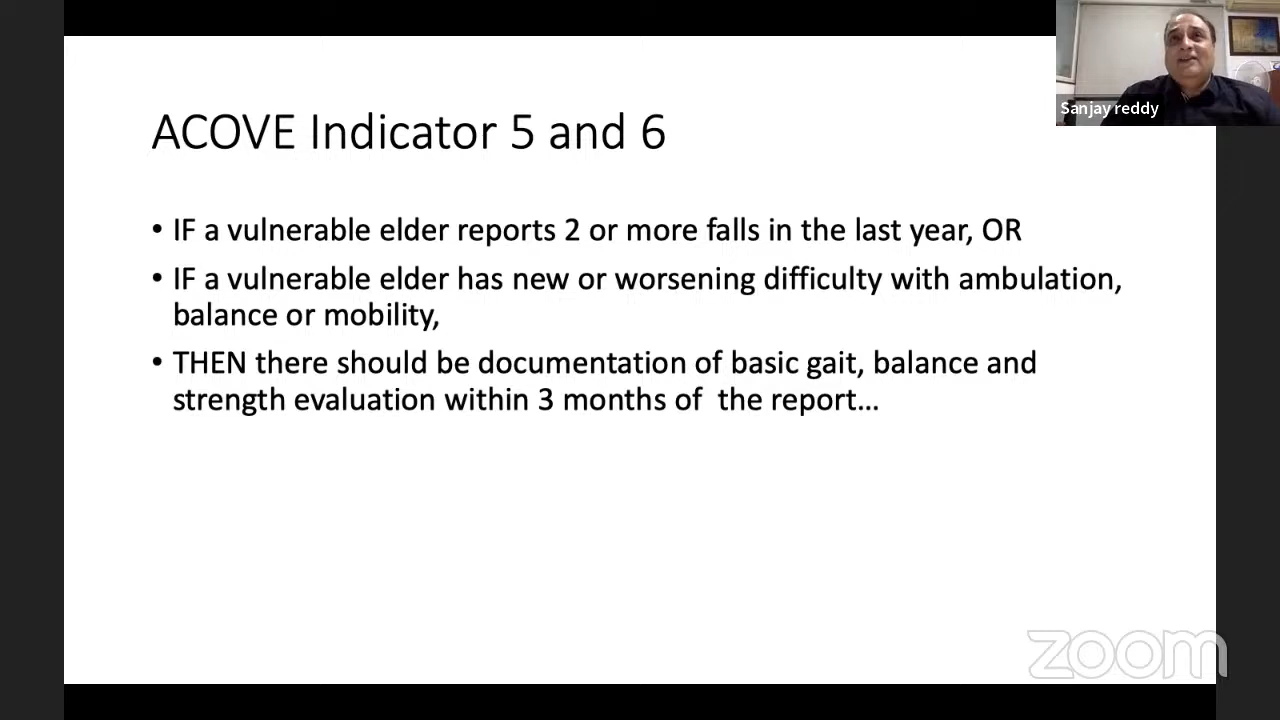 Sanjay reddy
ACOVE Indicator 5 and 6
• IF a vulnerable elder reports 2 or more falls in the last year, OR
• IF a vulnerable elder has new or worsening difficulty with ambulation,
balance or mobility,
• THEN there should be documentation of basic gait, balance and
strength evaluation within 3 months of  the report…
zoom